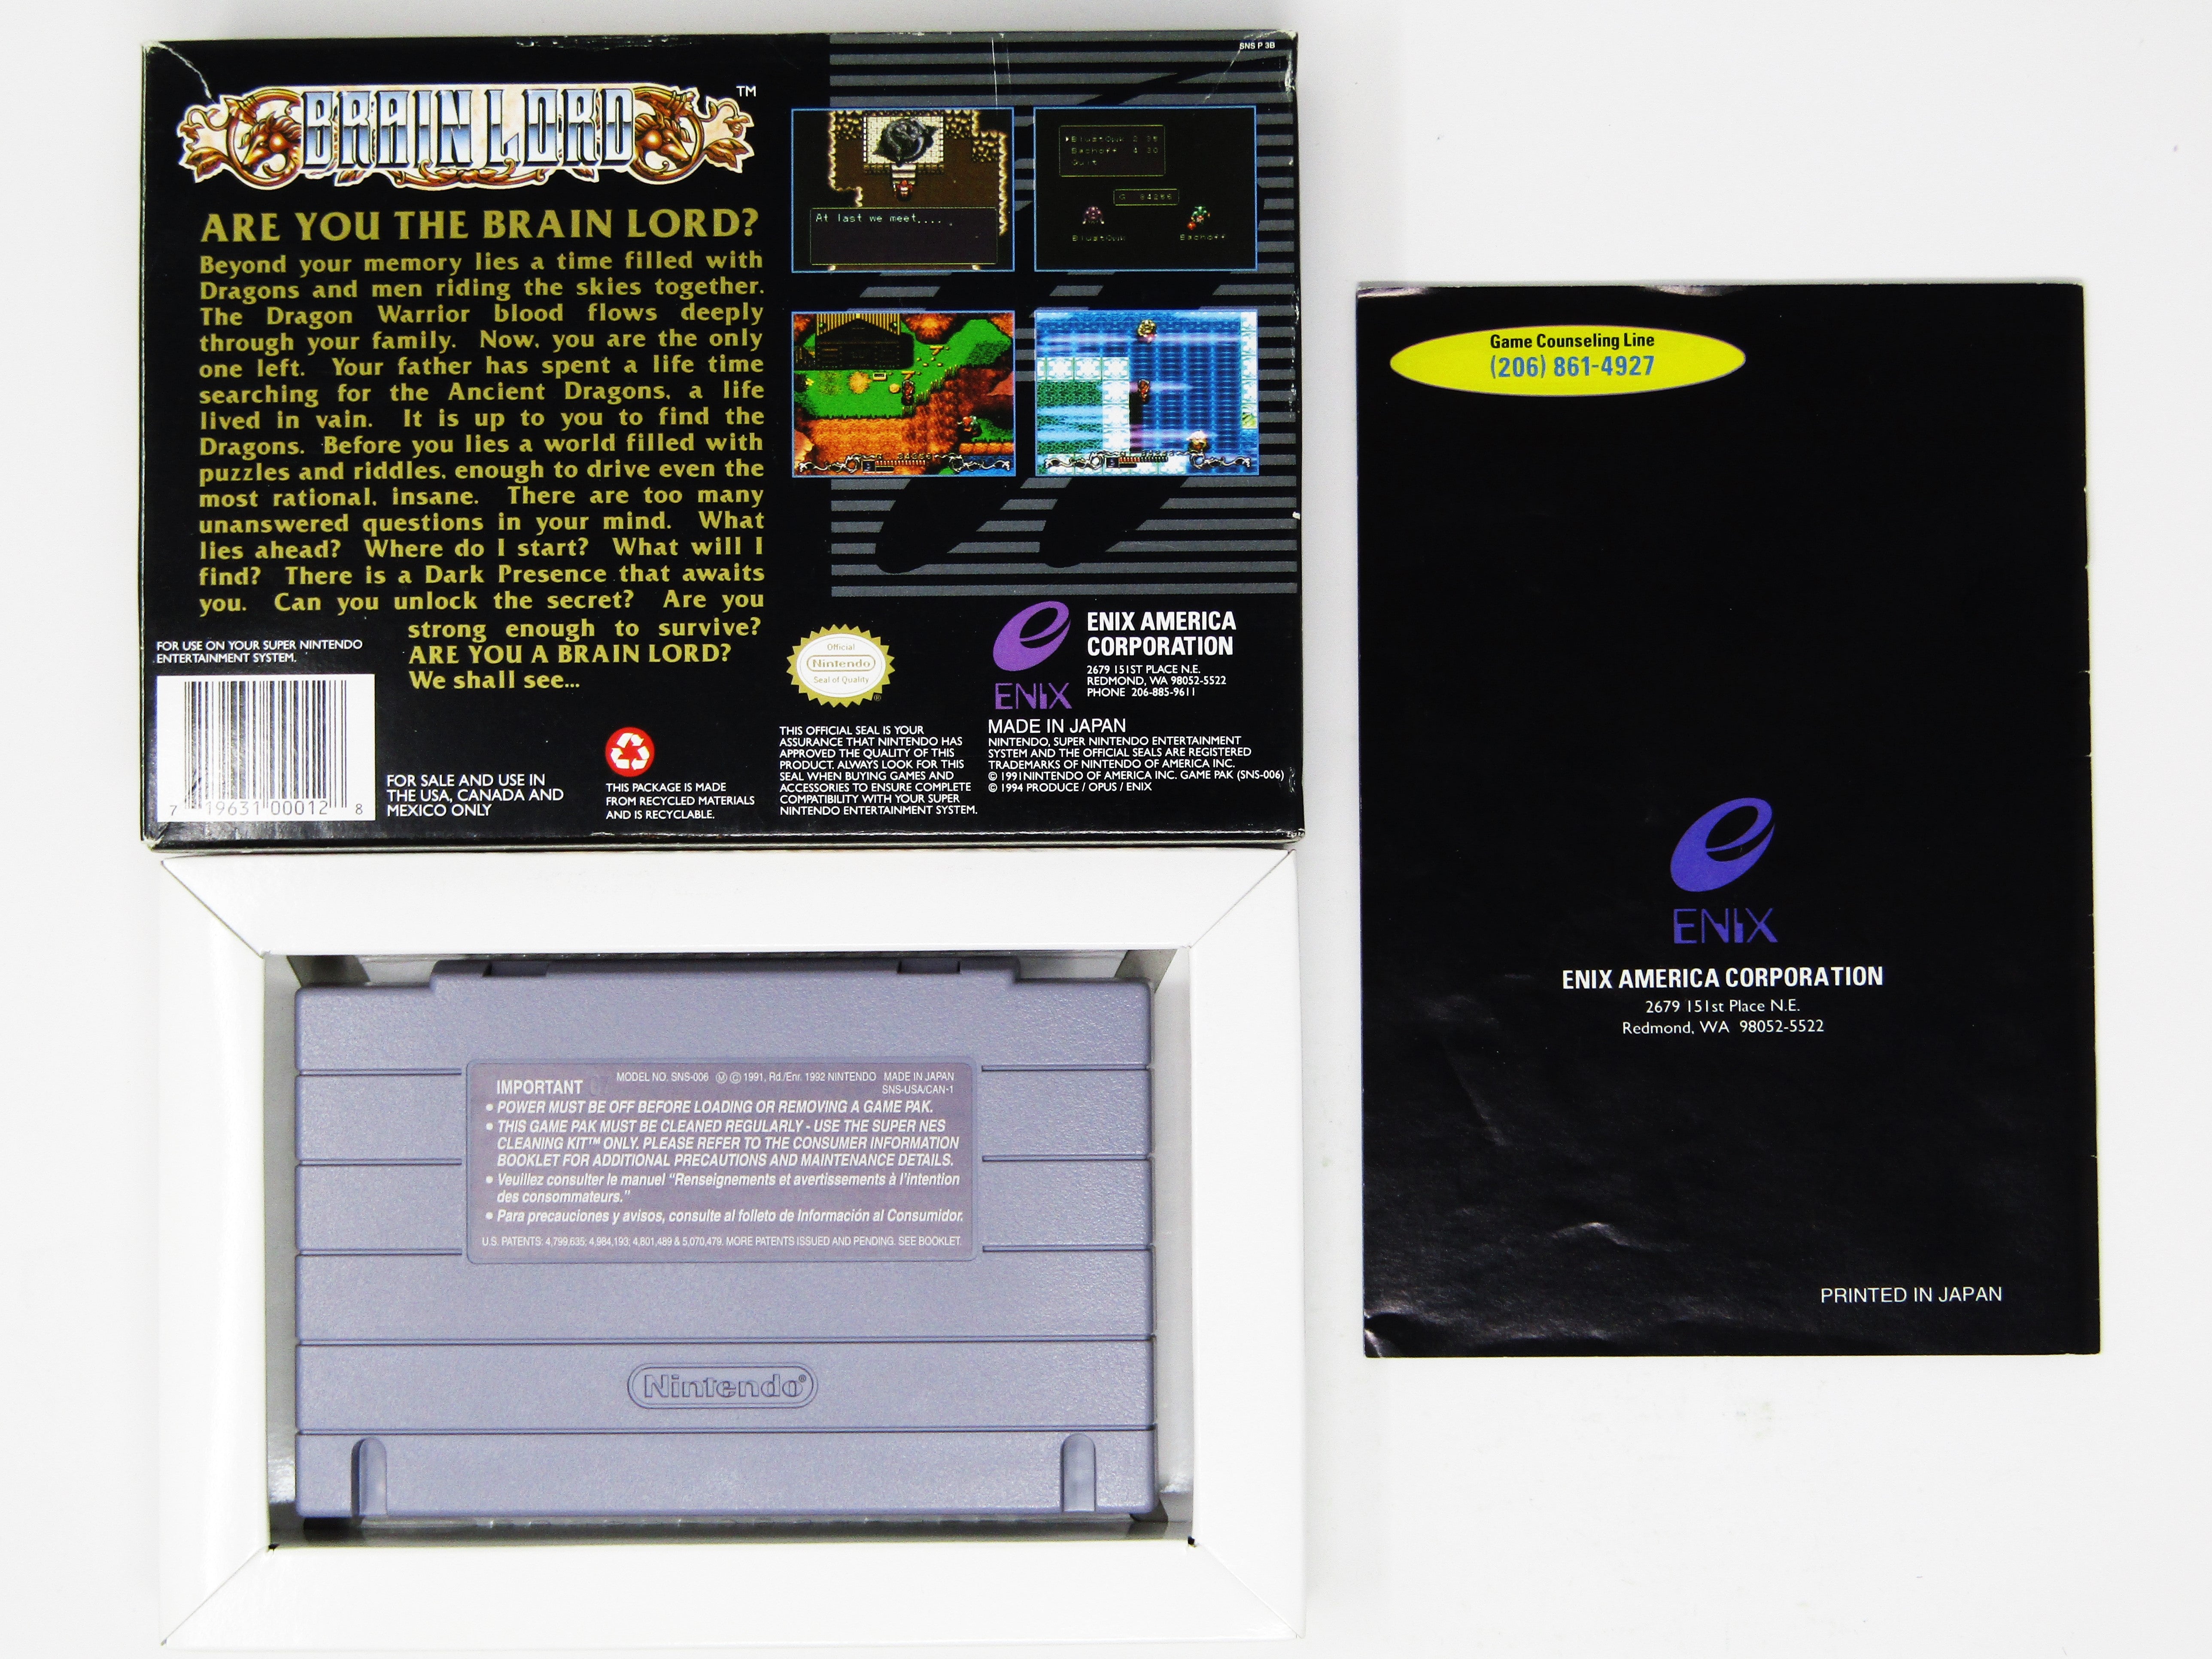 SNS P 3B
BRAIN LORD
TM
ARE YOU THE BRAIN LORD?
Beyond your memory lies a time filled with
Dragons and men riding the skies together.
The Dragon Warrior blood flows deeply
through your family. Now, you are the only
one left. Your father has spent a life time
searching for the Ancient Dragons, a life
lived in vain. It is up to you to find the
Dragons. Before you lies a world filled with
puzzles and riddles, enough to drive even the
most rational, insane. There are too many
unanswered questions in your mind. What
lies ahead? Where do I start? What will I
find? There is a Dark Presence that awaits
you. Can you unlock the secret? Are you
strong enough to survive?
ARE YOU A BRAIN LORD?
We shall see...
At last we meet....
Bachoff 4 30
Quit
Bachoff
FOR USE ON YOUR SUPER NINTENDO
ENTERTAINMENT SYSTEM.
7 19631 00012 8
FOR SALE AND USE IN
THE USA, CANADA AND
MEXICO ONLY
THIS PACKAGE IS MADE
FROM RECYCLED MATERIALS
AND IS RECYCLABLE.
Official
Nintendo
Seal of Quality
®
THIS OFFICIAL SEAL IS YOUR
ASSURANCE THAT NINTENDO HAS
APPROVED THE QUALITY OF THIS
PRODUCT. ALWAYS LOOK FOR THIS
SEAL WHEN BUYING GAMES AND
ACCESSORIES TO ENSURE COMPLETE
COMPATIBILITY WITH YOUR SUPER
NINTENDO ENTERTAINMENT SYSTEM.
ENIX
ENIX AMERICA
CORPORATION
2679 151ST PLACE N.E.
REDMOND, WA 98052-5522
PHONE 206-885-9611
MADE IN JAPAN
NINTENDO, SUPER NINTENDO ENTERTAINMENT
SYSTEM AND THE OFFICIAL SEALS ARE REGISTERED
TRADEMARKS OF NINTENDO OF AMERICA INC.
© 1991NINTENDO OF AMERICA INC. GAME PAK (SNS-006)
© 1994 PRODUCE / OPUS / ENIX
Game Counseling Line
(206) 861-4927
ENIX
ENIX AMERICA CORPORATION
2679 151st Place N.E.
Redmond, WA 98052-5522
PRINTED IN JAPAN
IMPORTANT
MODEL NO. SNS-006 Ⓜ © 1991, Rd./Enr. 1992 NINTENDO MADE IN JAPAN
SNS-USA/CAN-1
• POWER MUST BE OFF BEFORE LOADING OR REMOVING A GAME PAK.
• THIS GAME PAK MUST BE CLEANED REGULARLY - USE THE SUPER NES
CLEANING KIT™ ONLY. PLEASE REFER TO THE CONSUMER INFORMATION
BOOKLET FOR ADDITIONAL PRECAUTIONS AND MAINTENANCE DETAILS.
• Veuillez consulter le manuel "Renseignements et avertissements à l'intention
des consommateurs."
• Para precauciones y avisos, consulte al folleto de Información al Consumidor.
U.S. PATENTS: 4,799,635; 4,984,193; 4,801,489 & 5,070,479. MORE PATENTS ISSUED AND PENDING. SEE BOOKLET.
Nintendo®